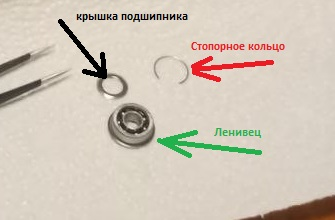 крышка подшипника
Стопорное кольцо
Ленивец